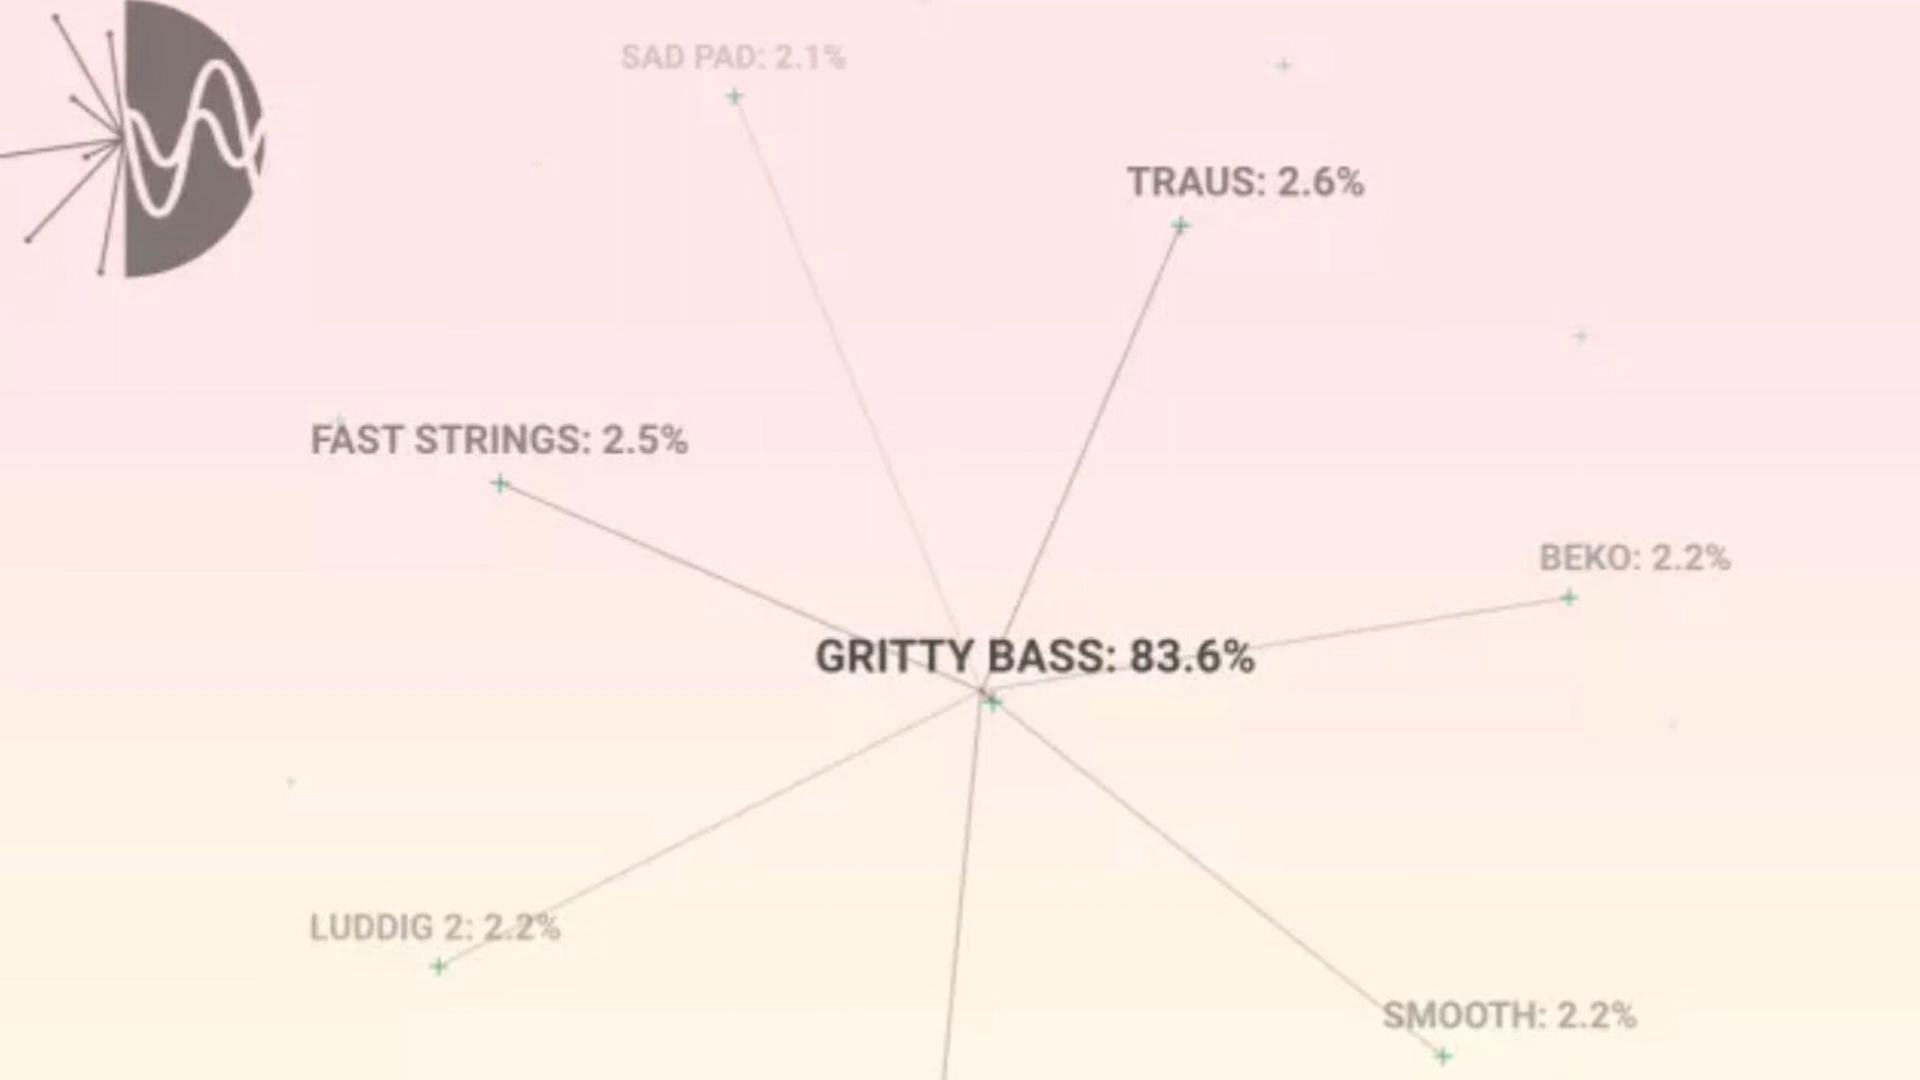 SAD PAD: 2.1%
TRAUS: 2.6%
FAST STRINGS: 2.5%
BEKO: 2.2%
GRITTY BASS: 83.6%
LUDDIG 2: 2.2%
SMOOTH: 2.2%